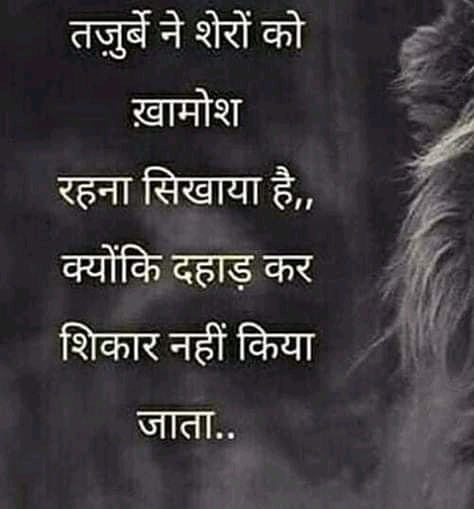 तज़ुर्बे ने शेरों को
ख़ामोश
रहना सिखाया है,,
क्योंकि दहाड़ कर
शिकार नहीं किया
जाता..